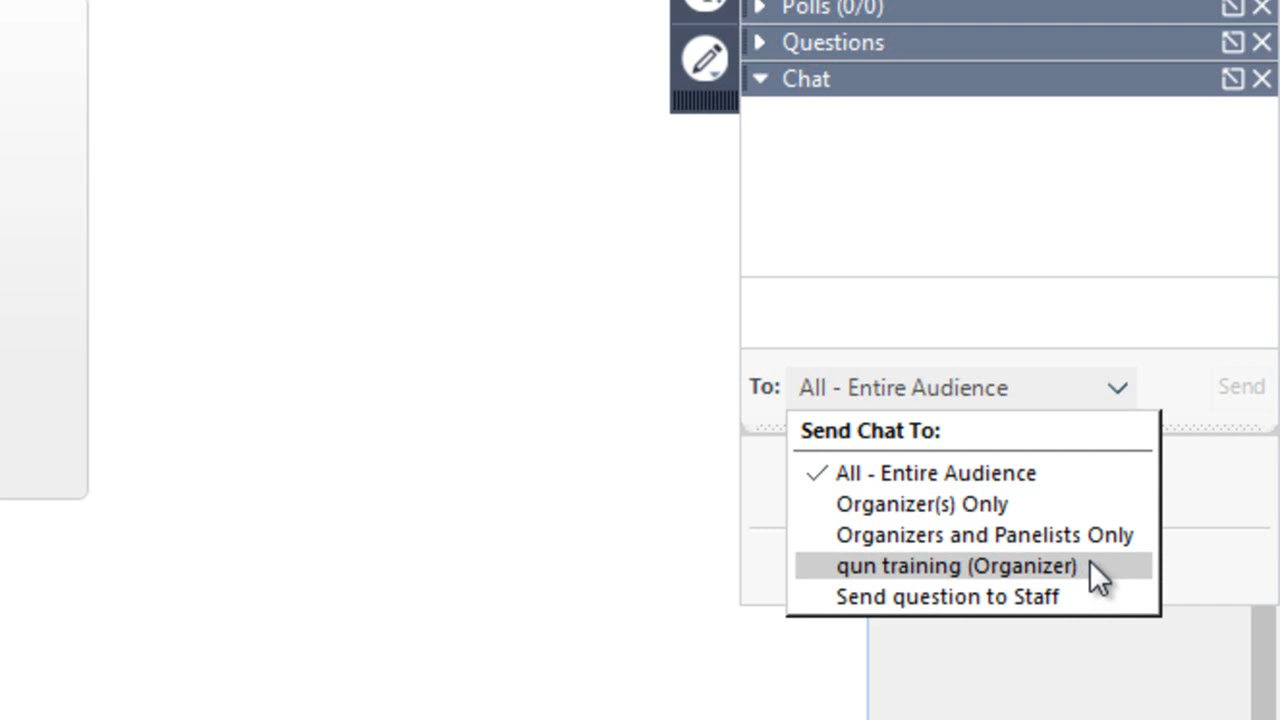 Polls (0/0)
Questions
Chat
To: All - Entire Audience Send
Send Chat To:
All - Entire Audience
Organizer(s) Only
Organizers and Panelists Only
qun training (Organizer)
Send question to Staff